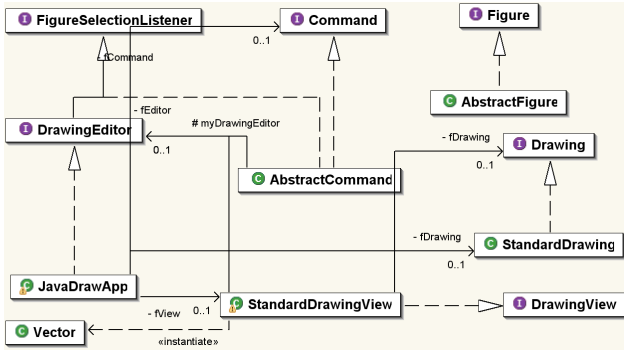 I FigureSelectionListener
I Command
I Figure
0..1
- fCommand
C AbstractFigure
- fEditor
I DrawingEditor
# myDrawingEditor
- fDrawing
I Drawing
0..1
0..1
C AbstractCommand
- fDrawing
C StandardDrawing
0..1
C JavaDrawApp
C StandardDrawingView
I DrawingView
- fView
0..1
C Vector
«instantiate»